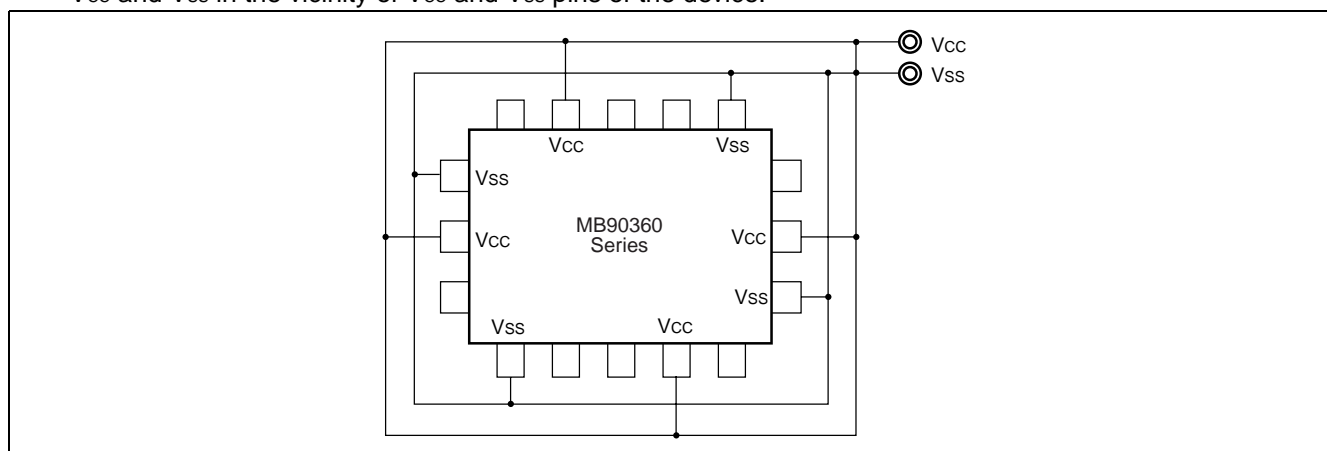 Vcc and Vss in the vicinity of Vcc and Vss pins of the device.
Vcc
Vss
Vcc
Vss
Vss
MB90360
Series
Vcc
Vcc
Vss
Vss
Vcc